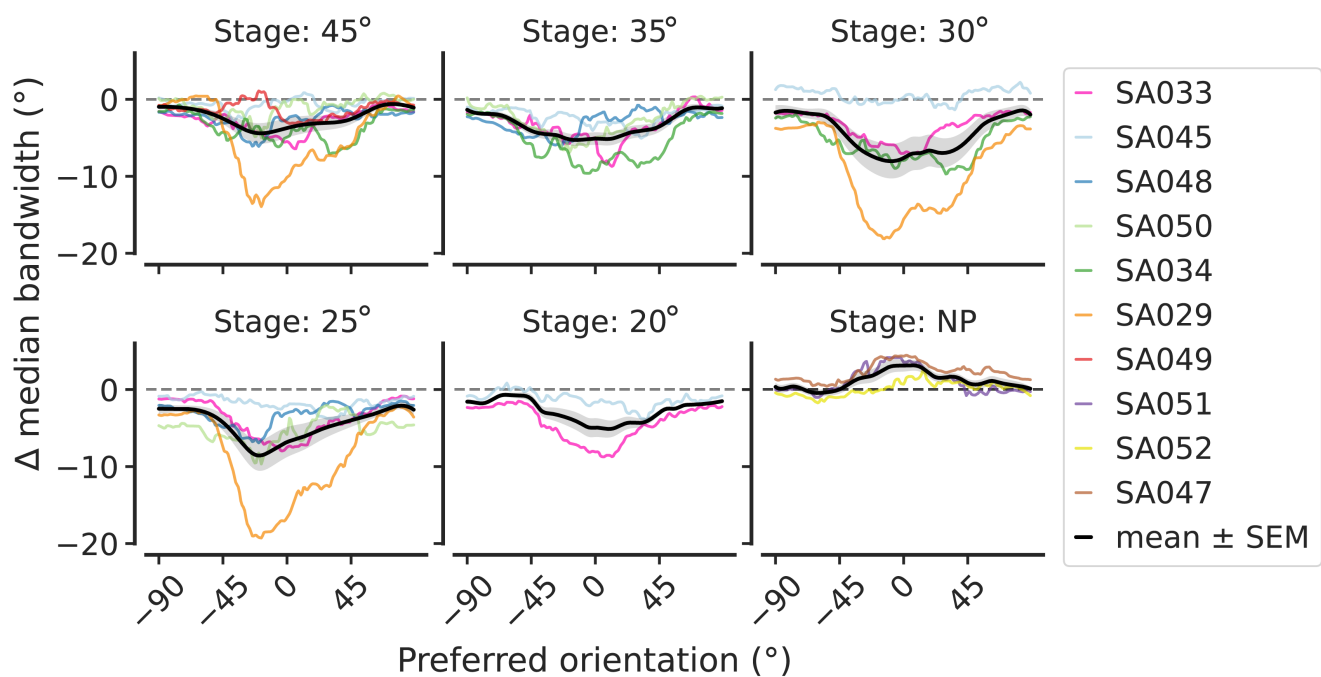 Stage: 45°
Stage: 35°
Stage: 30°
0
−10
−20
Stage: 25°
Stage: 20°
Stage: NP
0
−10
−20
−90
−45
0
45
−90
−45
0
45
−90
−45
0
45
Δ median bandwidth (°)
Preferred orientation (°)
SA033
SA045
SA048
SA050
SA034
SA029
SA049
SA051
SA052
SA047
mean ± SEM